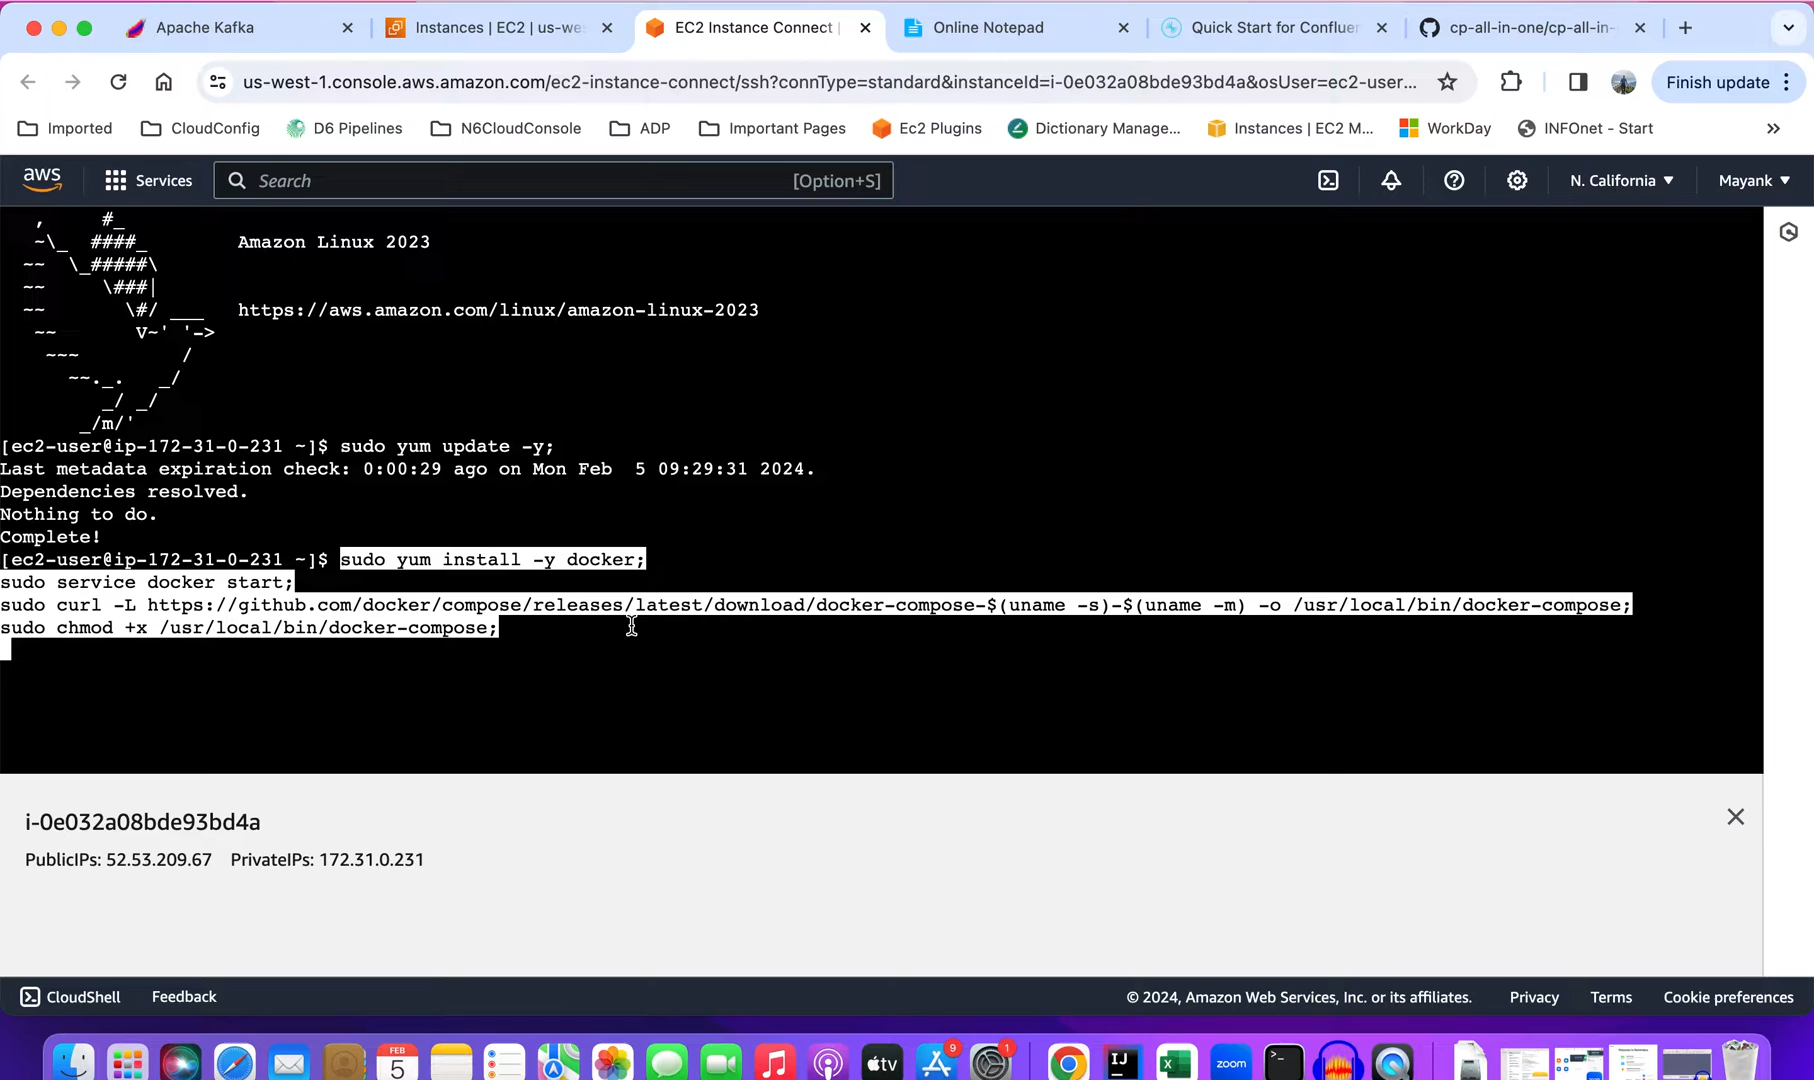 Apache Kafka
Instances | EC2 | us-we
EC2 Instance Connect |
Online Notepad
Quick Start for Confluer
cp-all-in-one/cp-all-in-
us-west-1.console.aws.amazon.com/ec2-instance-connect/ssh?connType=standard&instanceId=i-0e032a08bde93bd4a&osUser=ec2-user...
Finish update
Imported
CloudConfig
D6 Pipelines
N6CloudConsole
ADP
Important Pages
Ec2 Plugins
Dictionary Manage...
Instances | EC2 M...
WorkDay
INFOnet - Start
aws
Services
Search
[Option+S]
N. California
Mayank
,      #_
~\_  ####_        Amazon Linux 2023
~~  \_#####\
~~     \###|
~~       \#/ ___   https://aws.amazon.com/linux/amazon-linux-2023
~~       V~' '->
~~~         /
~~._.   _/
_/ _/
_/m/'
[ec2-user@ip-172-31-0-231 ~]$ sudo yum update -y;
Last metadata expiration check: 0:00:29 ago on Mon Feb  5 09:29:31 2024.
Dependencies resolved.
Nothing to do.
Complete!
[ec2-user@ip-172-31-0-231 ~]$ sudo yum install -y docker;
sudo service docker start;
sudo curl -L https://github.com/docker/compose/releases/latest/download/docker-compose-$(uname -s)-$(uname -m) -o /usr/local/bin/docker-compose;
sudo chmod +x /usr/local/bin/docker-compose;
i-0e032a08bde93bd4a
PublicIPs: 52.53.209.67 PrivateIPs: 172.31.0.231
CloudShell
Feedback
© 2024, Amazon Web Services, Inc. or its affiliates.
Privacy
Terms
Cookie preferences
FEB
5
tv
9
1
IJ
zoom